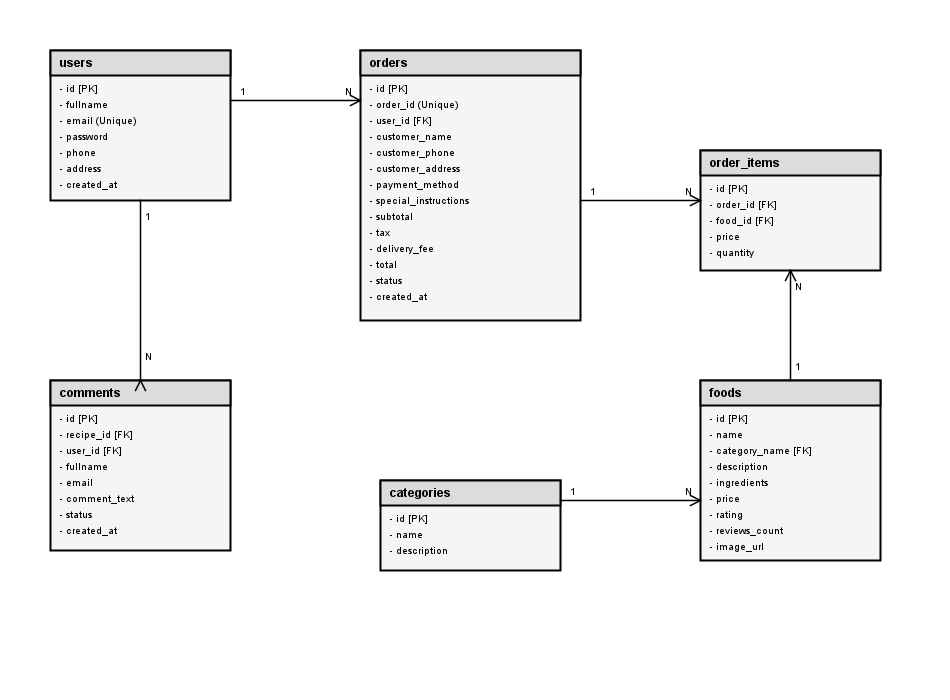 users
- id [PK]
- fullname
- email (Unique)
- password
- phone
- address
- created_at
1
N
orders
- id [PK]
- order_id (Unique)
- user_id [FK]
- customer_name
- customer_phone
- customer_address
- payment_method
- special_instructions
- subtotal
- tax
- delivery_fee
- total
- status
- created_at
1
N
order_items
- id [PK]
- order_id [FK]
- food_id [FK]
- price
- quantity
1
N
comments
- id [PK]
- recipe_id [FK]
- user_id [FK]
- fullname
- email
- comment_text
- status
- created_at
categories
- id [PK]
- name
- description
1
N
N
1
foods
- id [PK]
- name
- category_name [FK]
- description
- ingredients
- price
- rating
- reviews_count
- image_url